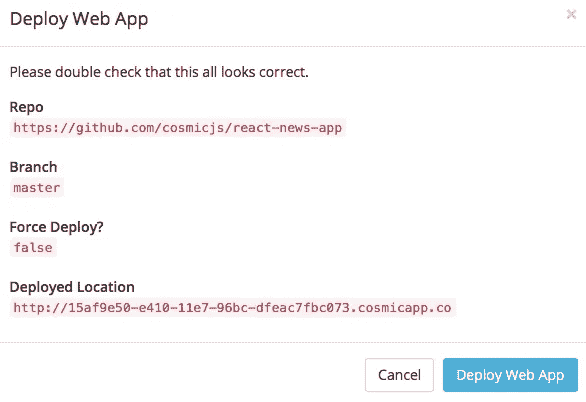 Deploy Web App
×
Please double check that this all looks correct.
Repo
https://github.com/cosmicjs/react-news-app
Branch
master
Force Deploy?
false
Deployed Location
http://15af9e50-e410-11e7-96bc-dfeac7fbc073.cosmicapp.co
Cancel
Deploy Web App